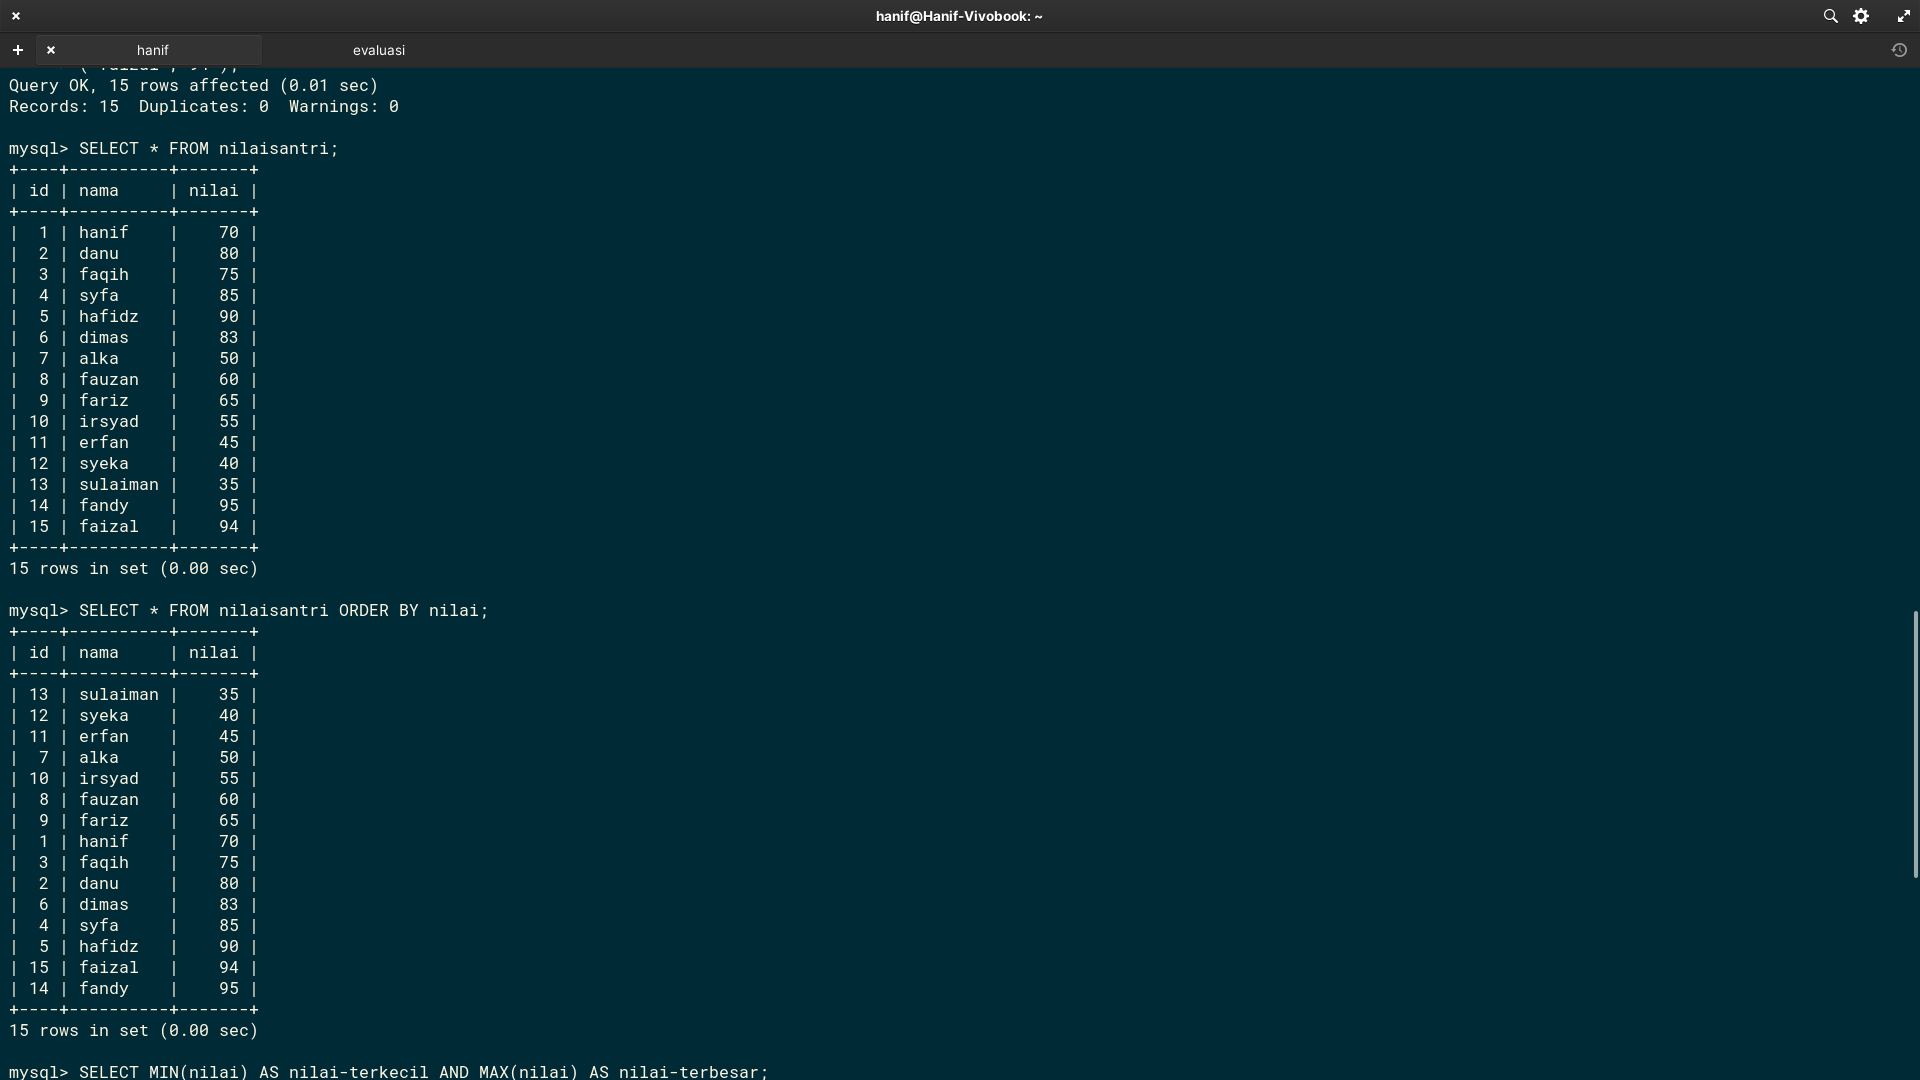 hanif@Hanif-Vivobook: ~
hanif
evaluasi
Query OK, 15 rows affected (0.01 sec)
Records: 15  Duplicates: 0  Warnings: 0
mysql> SELECT * FROM nilaisantri;
+----+----------+-------+
| id | nama     | nilai |
+----+----------+-------+
|  1 | hanif    |    70 |
|  2 | danu     |    80 |
|  3 | faqih    |    75 |
|  4 | syfa     |    85 |
|  5 | hafidz   |    90 |
|  6 | dimas    |    83 |
|  7 | alka     |    50 |
|  8 | fauzan   |    60 |
|  9 | fariz    |    65 |
| 10 | irsyad   |    55 |
| 11 | erfan    |    45 |
| 12 | syeka    |    40 |
| 13 | sulaiman |    35 |
| 14 | fandy    |    95 |
| 15 | faizal   |    94 |
+----+----------+-------+
15 rows in set (0.00 sec)
mysql> SELECT * FROM nilaisantri ORDER BY nilai;
+----+----------+-------+
| id | nama     | nilai |
+----+----------+-------+
| 13 | sulaiman |    35 |
| 12 | syeka    |    40 |
| 11 | erfan    |    45 |
|  7 | alka     |    50 |
| 10 | irsyad   |    55 |
|  8 | fauzan   |    60 |
|  9 | fariz    |    65 |
|  1 | hanif    |    70 |
|  3 | faqih    |    75 |
|  2 | danu     |    80 |
|  6 | dimas    |    83 |
|  4 | syfa     |    85 |
|  5 | hafidz   |    90 |
| 15 | faizal   |    94 |
| 14 | fandy    |    95 |
+----+----------+-------+
15 rows in set (0.00 sec)
mysql> SELECT MIN(nilai) AS nilai-terkecil AND MAX(nilai) AS nilai-terbesar;